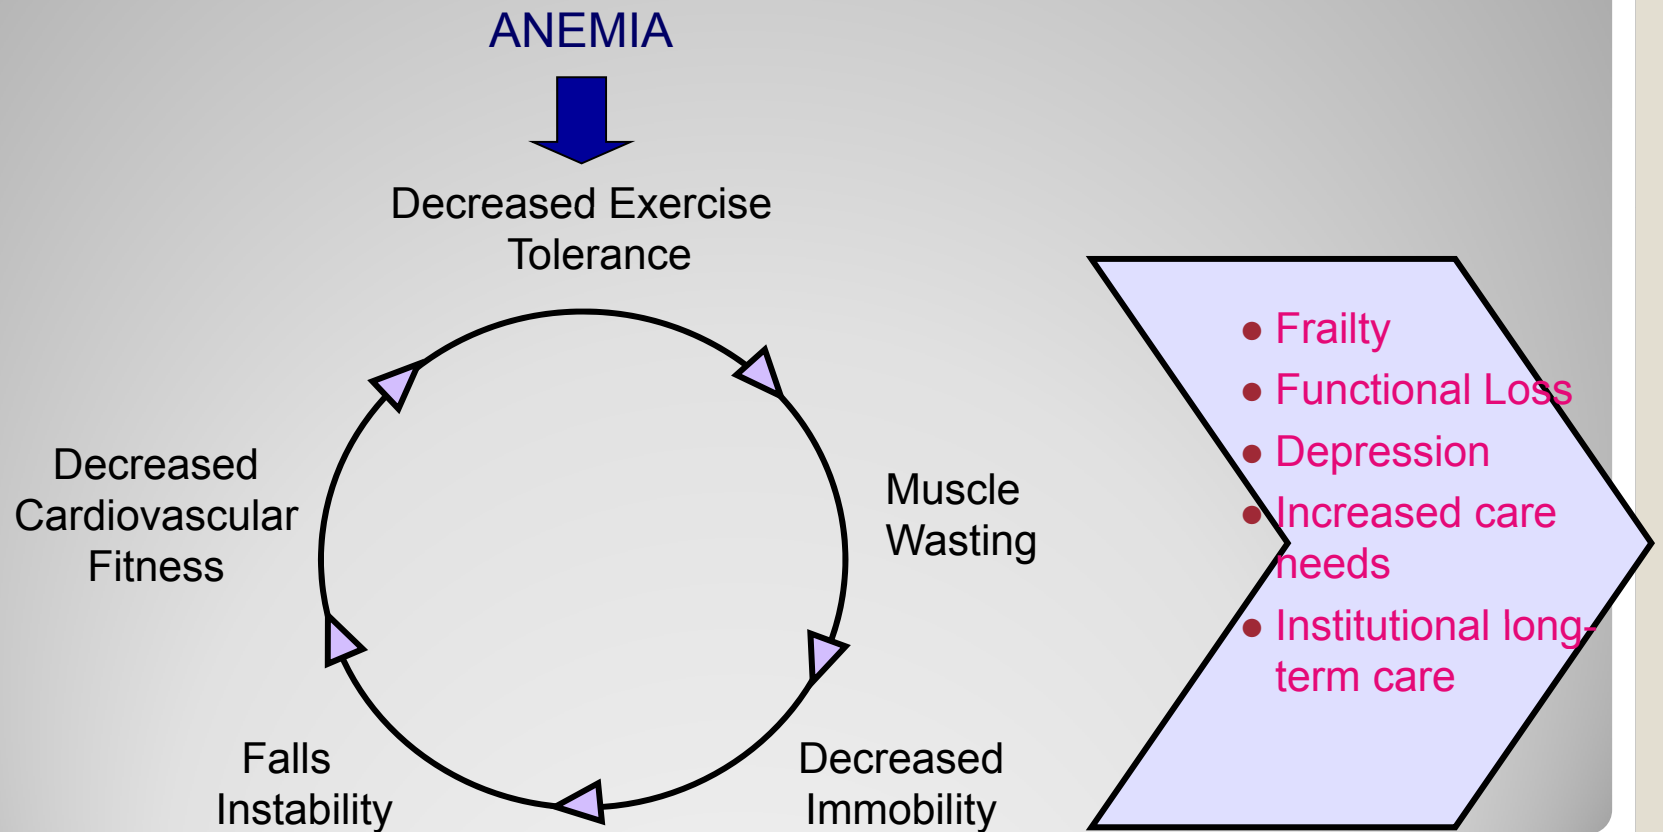 ANEMIA
Decreased Exercise
Tolerance
Muscle
Wasting
Decreased
Immobility
Falls
Instability
Decreased
Cardiovascular
Fitness
• Frailty
• Functional Loss
• Depression
• Increased care
needs
• Institutional long-
term care